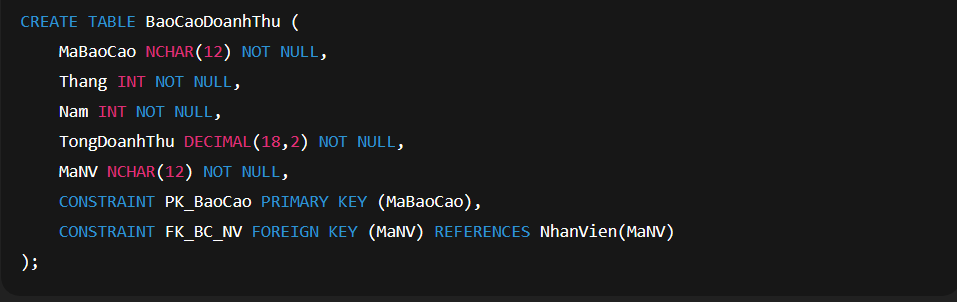 CREATE TABLE BaoCaoDoanhThu (
    MaBaoCao NCHAR(12) NOT NULL,
    Thang INT NOT NULL,
    Nam INT NOT NULL,
    TongDoanhThu DECIMAL(18,2) NOT NULL,
    MaNV NCHAR(12) NOT NULL,
    CONSTRAINT PK_BaoCao PRIMARY KEY (MaBaoCao),
    CONSTRAINT FK_BC_NV FOREIGN KEY (MaNV) REFERENCES NhanVien(MaNV)
);